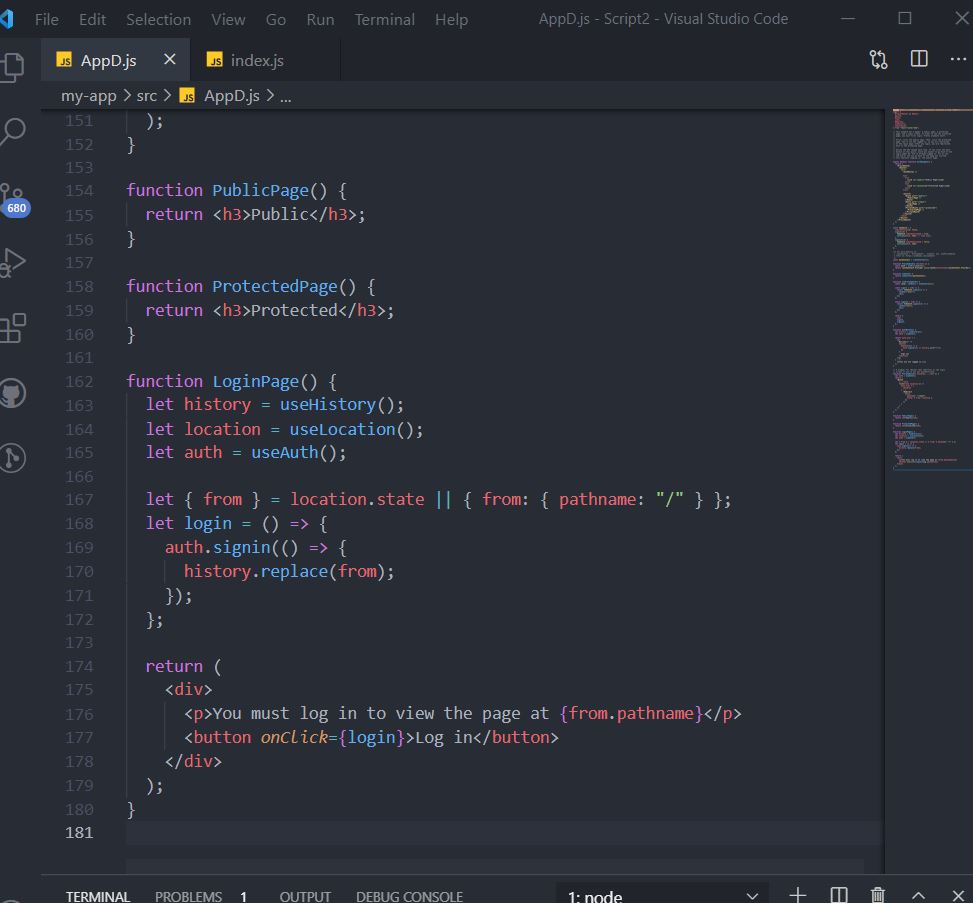 File Edit Selection View Go Run Terminal Help AppD.js - Script2 - Visual Studio Code
JS AppD.js JS index.js
my-app > src > JS AppD.js > ...
151 );
152 }
153
154 function PublicPage() {
155 return <h3>Public</h3>;
156 }
157
158 function ProtectedPage() {
159 return <h3>Protected</h3>;
160 }
161
162 function LoginPage() {
163 let history = useHistory();
164 let location = useLocation();
165 let auth = useAuth();
166
167 let { from } = location.state || { from: { pathname: "/" } };
168 let login = () => {
169 auth.signin(() => {
170 history.replace(from);
171 });
172 };
173
174 return (
175 <div>
176 <p>You must log in to view the page at {from.pathname}</p>
177 <button onClick={login}>Log in</button>
178 </div>
179 );
180 }
181
680
TERMINAL PROBLEMS 1 OUTPUT DEBUG CONSOLE 1: node